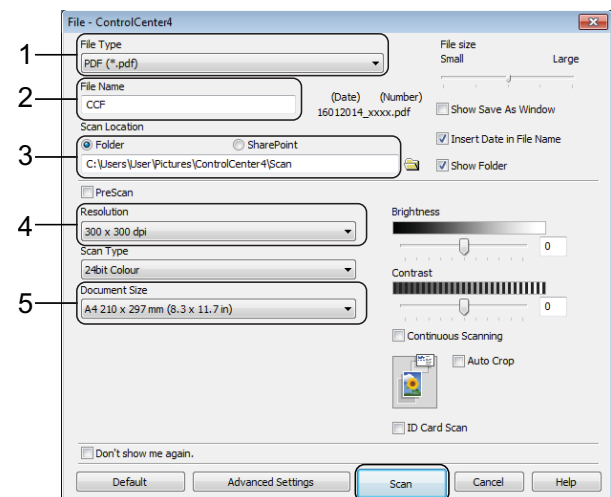 File - ControlCenter4
1
File Type
PDF (*.pdf)
File size
Small Large
2
File Name
CCF
(Date) (Number)
16012014_xxxx.pdf
Show Save As Window
Scan Location
Insert Date in File Name
3
Folder SharePoint
C:\Users\User\Pictures\ControlCenter4\Scan
Show Folder
PreScan
4
Resolution
300 x 300 dpi
Brightness
0
Scan Type
24bit Colour
Contrast
5
Document Size
A4 210 x 297 mm (8.3 x 11.7 in)
0
Continuous Scanning
Auto Crop
ID Card Scan
Don't show me again.
Default Advanced Settings Scan Cancel Help